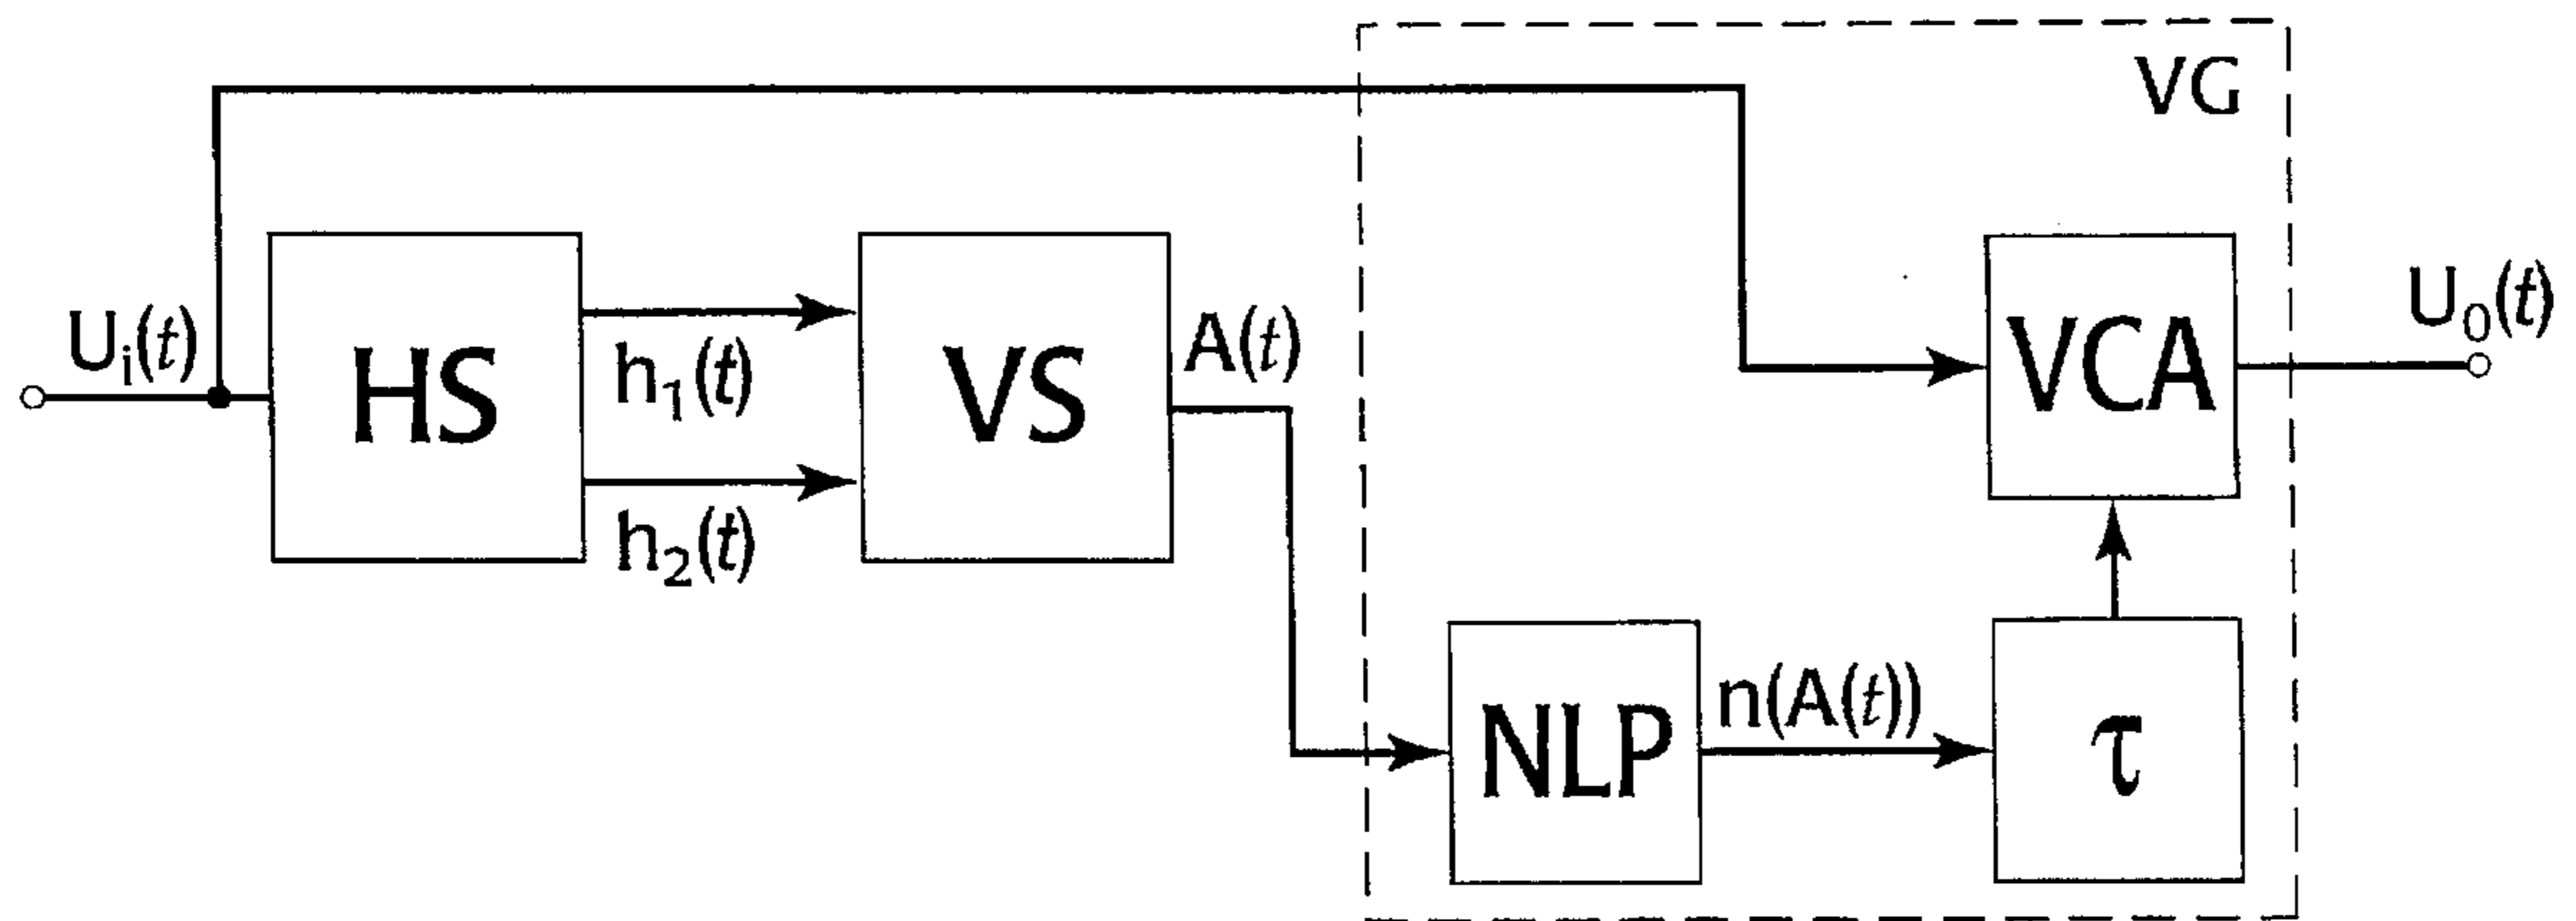 VG
U₀(t)
Uᵢ(t)
HS
h₁(t)
h₂(t)
VS
A(t)
VCA
NLP
n(A(t))
τ